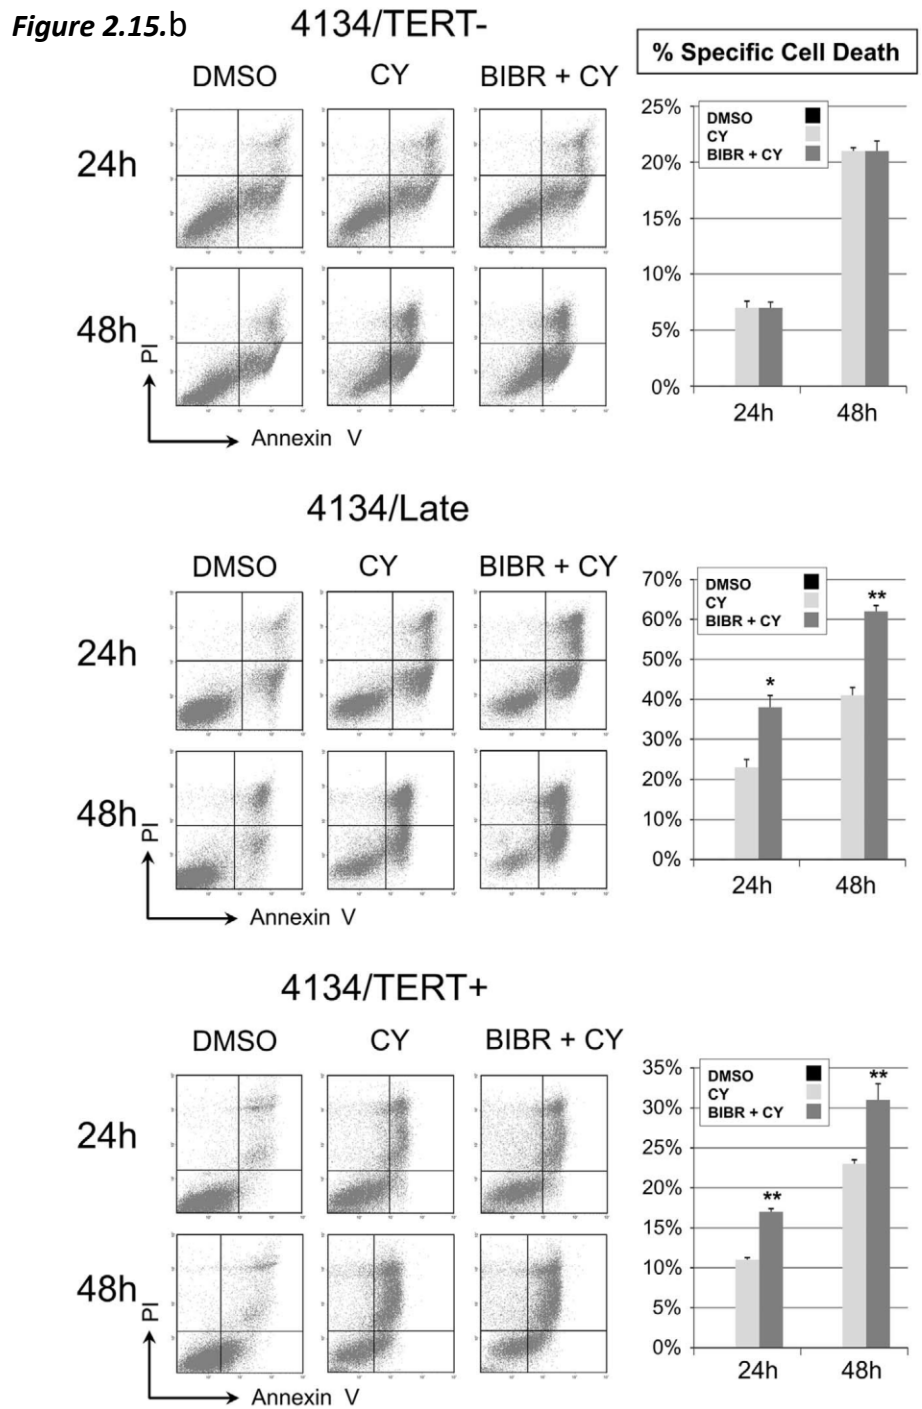 Figure 2.15.b
4134/TERT-
% Specific Cell Death
DMSO CY BIBR + CY
24h
48h
PI
Annexin V
25%
20%
15%
10%
5%
0%
DMSO
CY
BIBR + CY
24h 48h
4134/Late
DMSO CY BIBR + CY
24h
48h
PI
Annexin V
70%
60%
50%
40%
30%
20%
10%
0%
DMSO
CY
BIBR + CY
*
**
24h 48h
4134/TERT+
DMSO CY BIBR + CY
24h
48h
PI
Annexin V
35%
30%
25%
20%
15%
10%
5%
0%
DMSO
CY
BIBR + CY
**
**
24h 48h